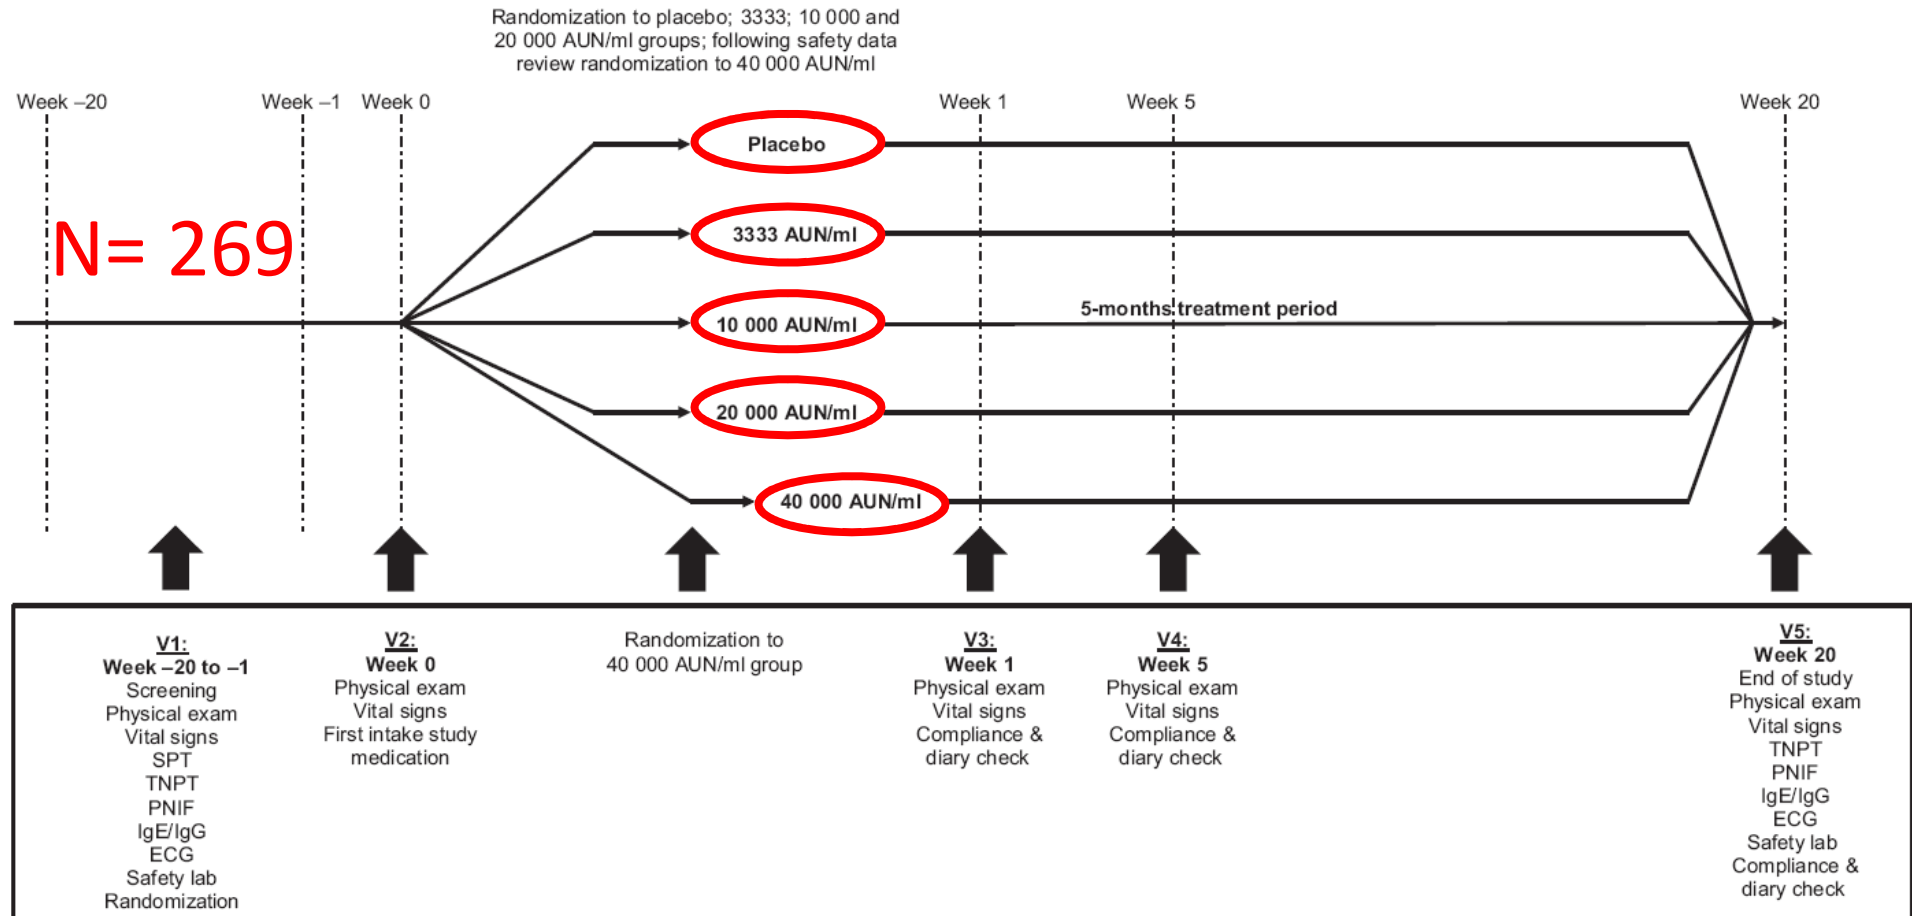 Randomization to placebo; 3333; 10 000 and
20 000 AUN/ml groups; following safety data
review randomization to 40 000 AUN/ml
Week –20
Week –1
Week 0
Week 1
Week 5
Week 20
Placebo
N= 269
3333 AUN/ml
10 000 AUN/ml
5-months treatment period
20 000 AUN/ml
40 000 AUN/ml
V1:
Week –20 to –1
Screening
Physical exam
Vital signs
SPT
TNPT
PNIF
IgE/IgG
ECG
Safety lab
Randomization
V2:
Week 0
Physical exam
Vital signs
First intake study
medication
Randomization to
40 000 AUN/ml group
V3:
Week 1
Physical exam
Vital signs
Compliance &
diary check
V4:
Week 5
Physical exam
Vital signs
Compliance &
diary check
V5:
Week 20
End of study
Physical exam
Vital signs
TNPT
PNIF
IgE/IgG
ECG
Safety lab
Compliance &
diary check